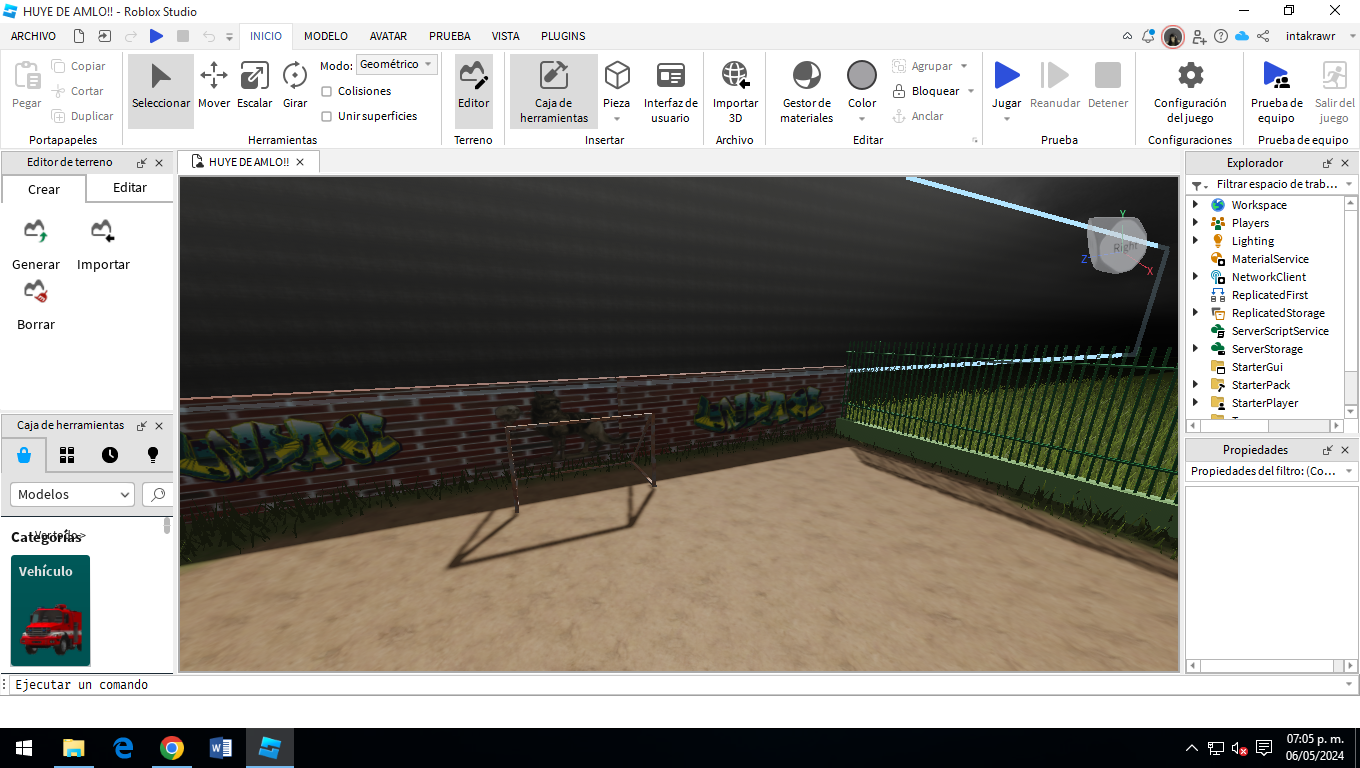 HUYE DE AMLO!! - Roblox Studio
ARCHIVO
INICIO MODELO AVATAR PRUEBA VISTA PLUGINS
intakrawr
Pegar
Copiar
Cortar
Duplicar
Portapapeles
Seleccionar Mover Escalar Girar
Modo: Geométrico
Colisiones
Unir superficies
Herramientas
Editor
Terreno
Caja de
herramientas
Pieza
Interfaz de
usuario
Insertar
Importar
3D
Archivo
Gestor de
materiales
Color
Agrupar
Bloquear
Anclar
Editar
Jugar Reanudar Detener
Prueba
Configuración
del juego
Configuraciones
Prueba de
equipo
Salir del
juego
Prueba de equipo
Editor de terreno
Crear Editar
Generar Importar
Borrar
Caja de herramientas
Modelos
Categorías
Ver todo >
Vehículo
HUYE DE AMLO!!
Y
Right
Z
X
Explorador
Filtrar espacio de trab...
Workspace
Players
Lighting
MaterialService
NetworkClient
ReplicatedFirst
ReplicatedStorage
ServerScriptService
ServerStorage
StarterGui
StarterPack
StarterPlayer
Propiedades
Propiedades del filtro: (Co...
Ejecutar un comando
07:05 p. m.
06/05/2024